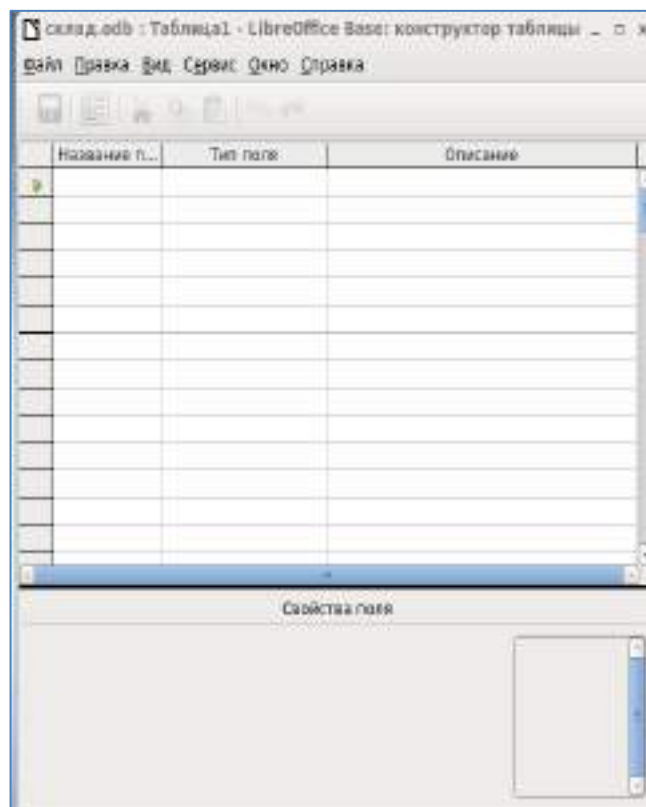 склад.odb : Таблица1 - LibreOffice Base: конструктор таблицы
Файл Правка Вид Сервис Окно Справка
Название п... Тип поля Описание
Свойства поля